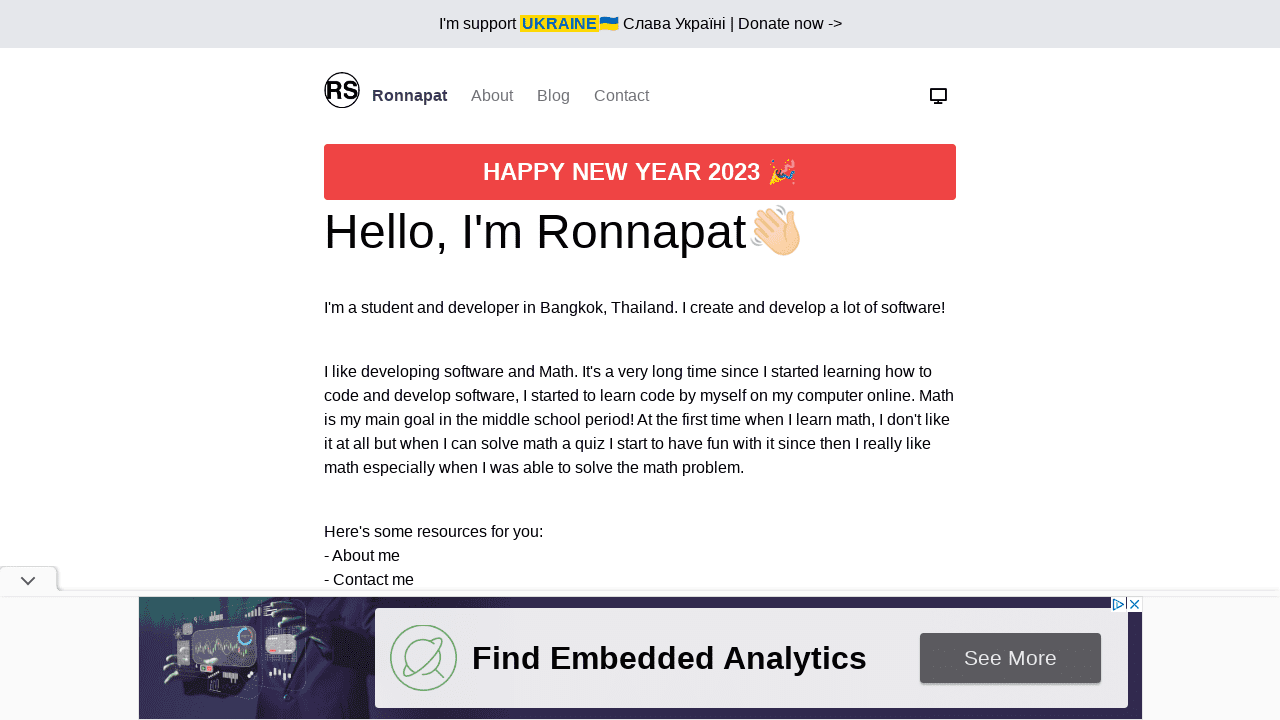 I'm support UKRAINE🇺🇦 Слава Україні | Donate now ->
RS Ronnapat About Blog Contact
HAPPY NEW YEAR 2023 🎉
Hello, I'm Ronnapat👋🏻
I'm a student and developer in Bangkok, Thailand. I create and develop a lot of software!
I like developing software and Math. It's a very long time since I started learning how to
code and develop software, I started to learn code by myself on my computer online. Math
is my main goal in the middle school period! At the first time when I learn math, I don't like
it at all but when I can solve math a quiz I start to have fun with it since then I really like
math especially when I was able to solve the math problem.
Here's some resources for you:
- About me
- Contact me
Find Embedded Analytics
See More